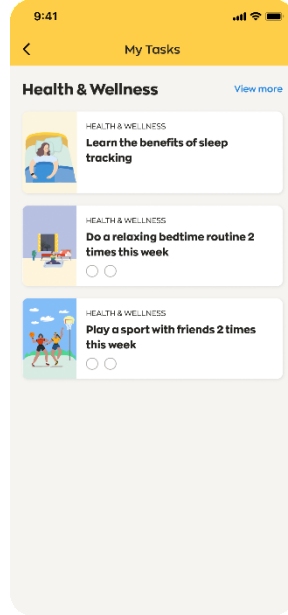 9:41
My Tasks
Health & Wellness
View more
HEALTH & WELLNESS
Learn the benefits of sleep
tracking
HEALTH & WELLNESS
Do a relaxing bedtime routine 2
times this week
HEALTH & WELLNESS
Play a sport with friends 2 times
this week